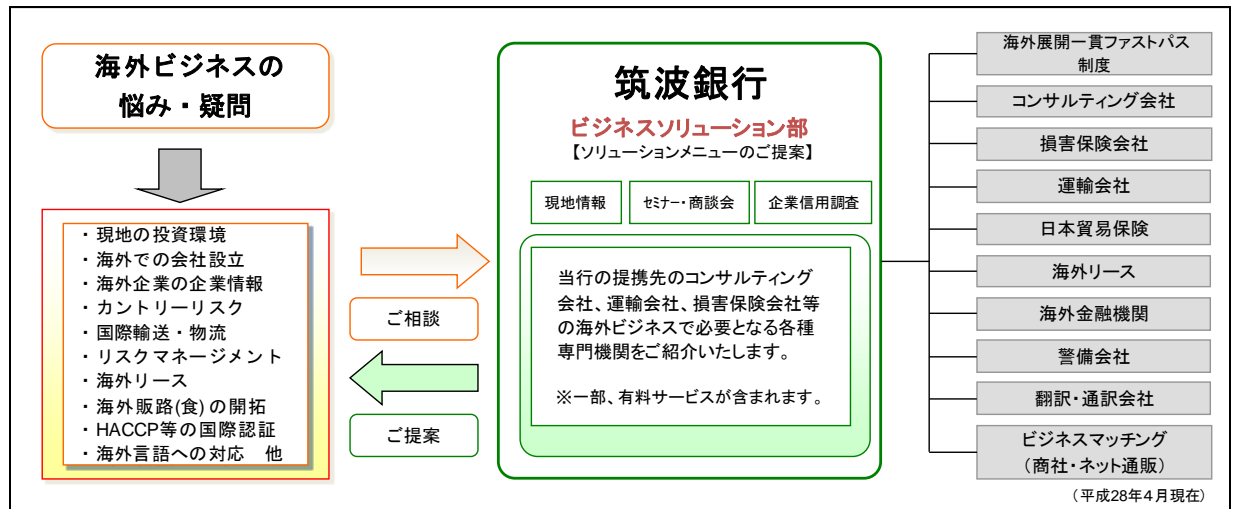 海外ビジネスの
悩み・疑問
・現地の投資環境
・海外での会社設立
・海外企業の企業情報
・カントリーリスク
・国際輸送・物流
・リスクマネージメント
・海外リース
・海外販路(食)の開拓
・HACCP等の国際認証
・海外言語への対応　他
ご相談
ご提案
筑波銀行
ビジネスソリューション部
【ソリューションメニューのご提案】
現地情報
ｾﾐﾅｰ・商談会
企業信用調査
当行の提携先のコンサルティング
会社、運輸会社、損害保険会社等
の海外ビジネスで必要となる各種
専門機関をご紹介いたします。
※一部、有料サービスが含まれます。
海外展開一貫ファストパス
制度
コンサルティング会社
損害保険会社
運輸会社
日本貿易保険
海外リース
海外金融機関
警備会社
翻訳・通訳会社
ビジネスマッチング
（商社・ネット通販）
（平成28年4月現在）